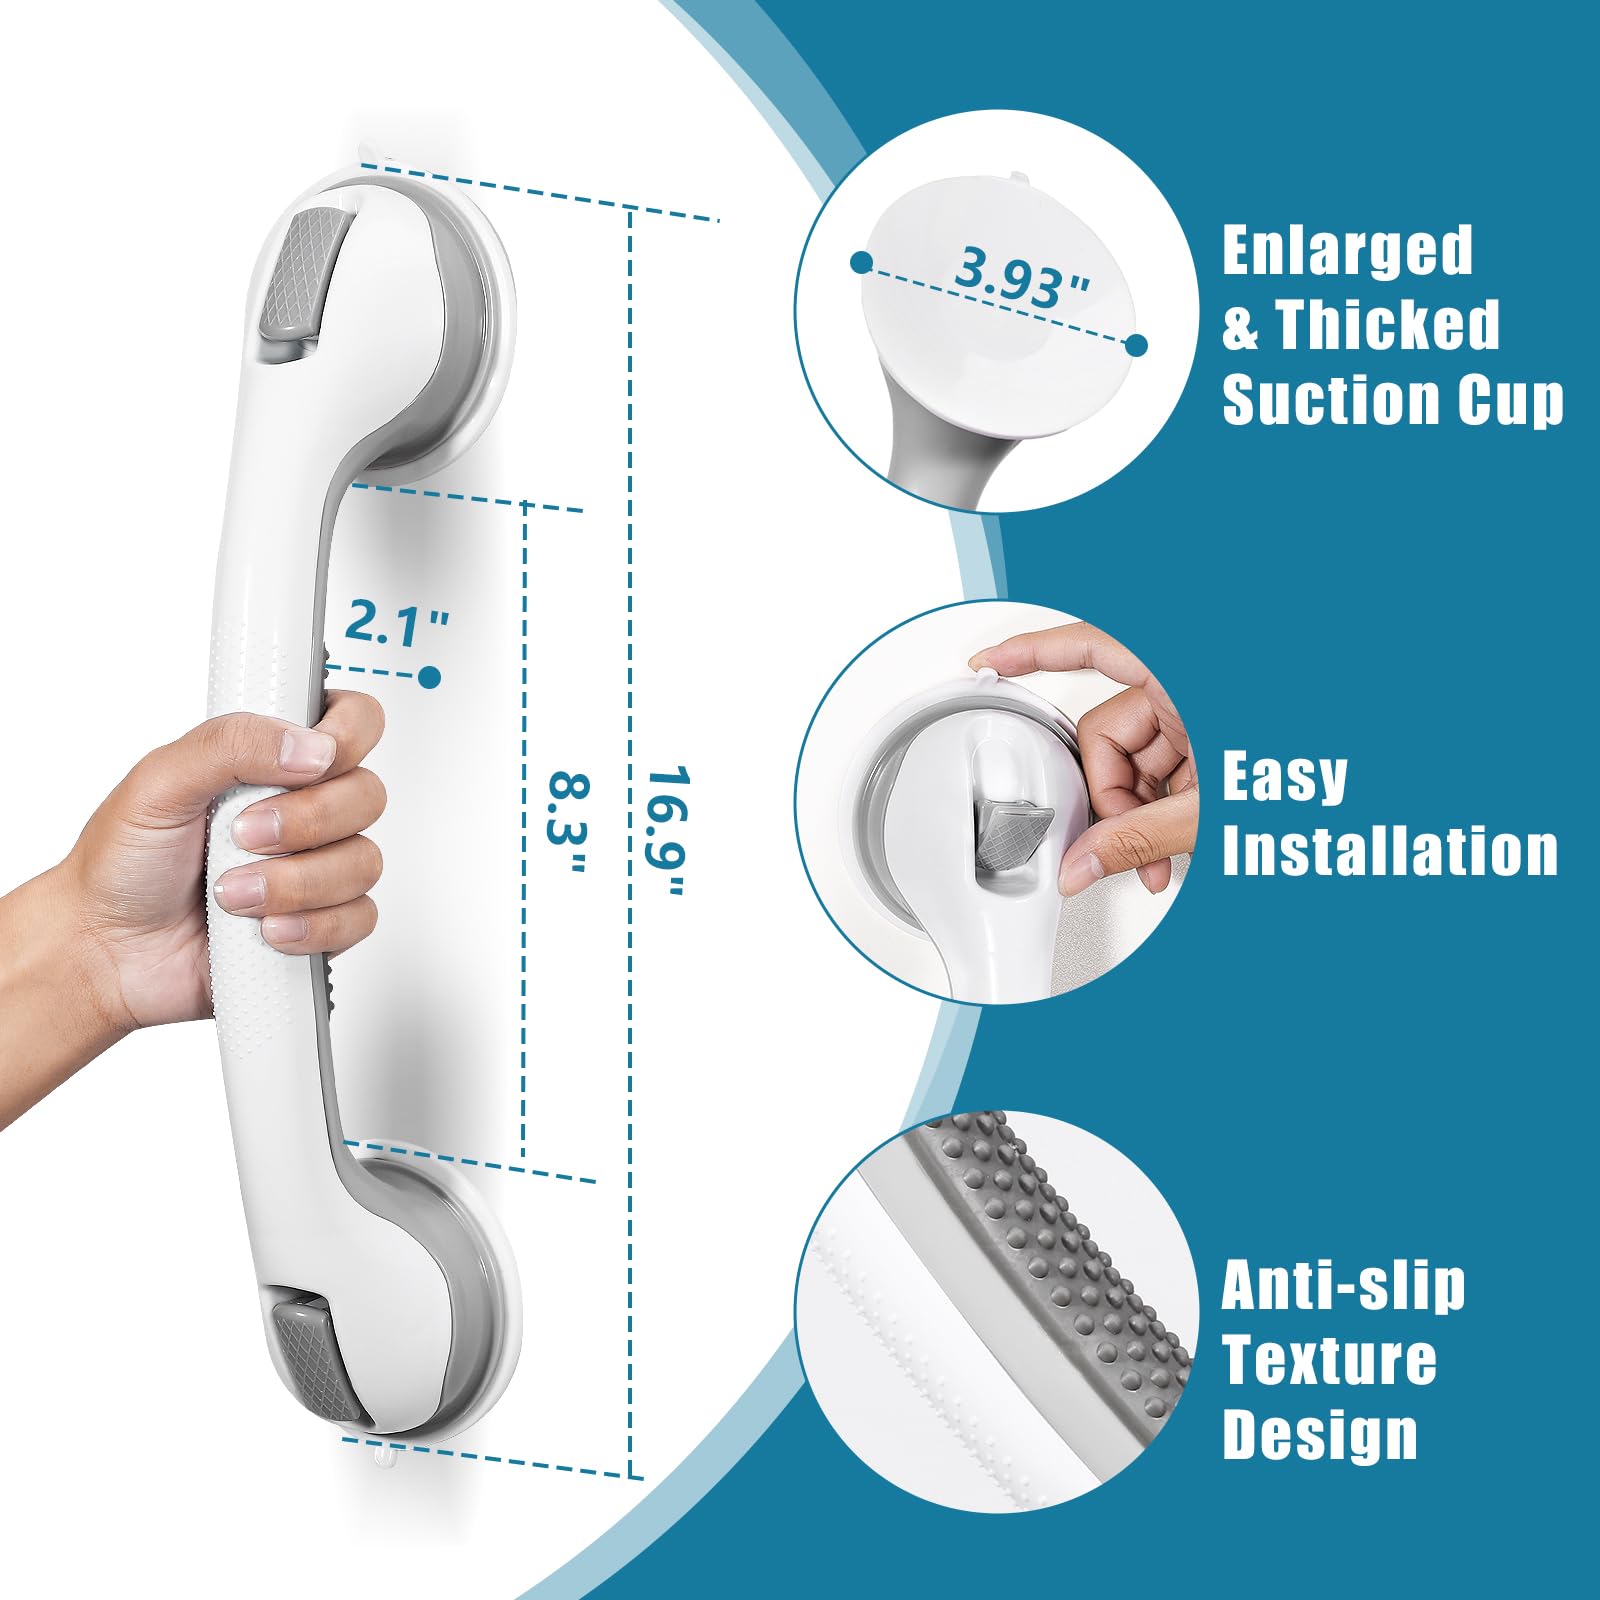 2.1"
8.3"
16.9"
3.93"
Enlarged
& Thicked
Suction Cup
Easy
Installation
Anti-slip
Texture
Design